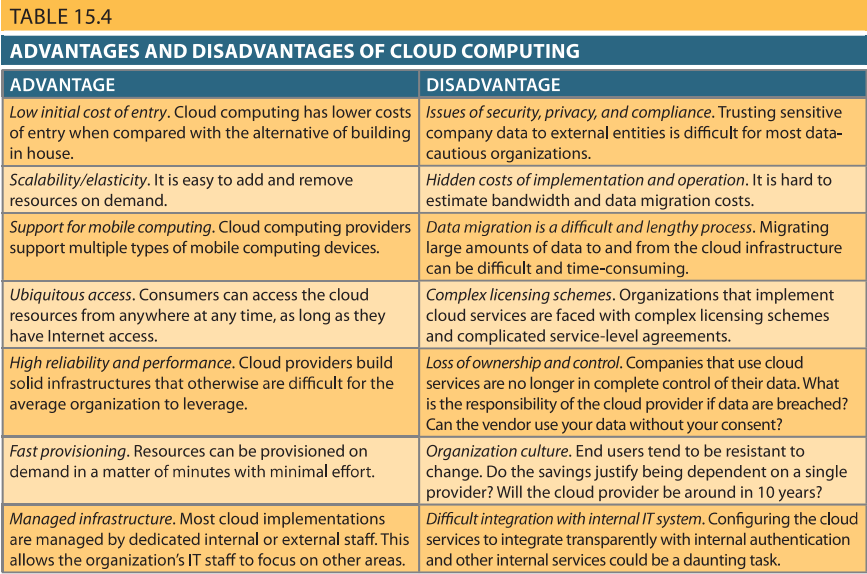 TABLE 15.4
ADVANTAGES AND DISADVANTAGES OF CLOUD COMPUTING
ADVANTAGE
DISADVANTAGE
Low initial cost of entry. Cloud computing has lower costs
of entry when compared with the alternative of building
in house.
Issues of security, privacy, and compliance. Trusting sensitive
company data to external entities is difficult for most data-
cautious organizations.
Scalability/elasticity. It is easy to add and remove
resources on demand.
Hidden costs of implementation and operation. It is hard to
estimate bandwidth and data migration costs.
Support for mobile computing. Cloud computing providers
support multiple types of mobile computing devices.
Data migration is a difficult and lengthy process. Migrating
large amounts of data to and from the cloud infrastructure
can be difficult and time-consuming.
Ubiquitous access. Consumers can access the cloud
resources from anywhere at any time, as long as they
have Internet access.
Complex licensing schemes. Organizations that implement
cloud services are faced with complex licensing schemes
and complicated service-level agreements.
High reliability and performance. Cloud providers build
solid infrastructures that otherwise are difficult for the
average organization to leverage.
Loss of ownership and control. Companies that use cloud
services are no longer in complete control of their data. What
is the responsibility of the cloud provider if data are breached?
Can the vendor use your data without your consent?
Fast provisioning. Resources can be provisioned on
demand in a matter of minutes with minimal effort.
Organization culture. End users tend to be resistant to
change. Do the savings justify being dependent on a single
provider? Will the cloud provider be around in 10 years?
Managed infrastructure. Most cloud implementations
are managed by dedicated internal or external staff. This
allows the organization's IT staff to focus on other areas.
Difficult integration with internal IT system. Configuring the cloud
services to integrate transparently with internal authentication
and other internal services could be a daunting task.